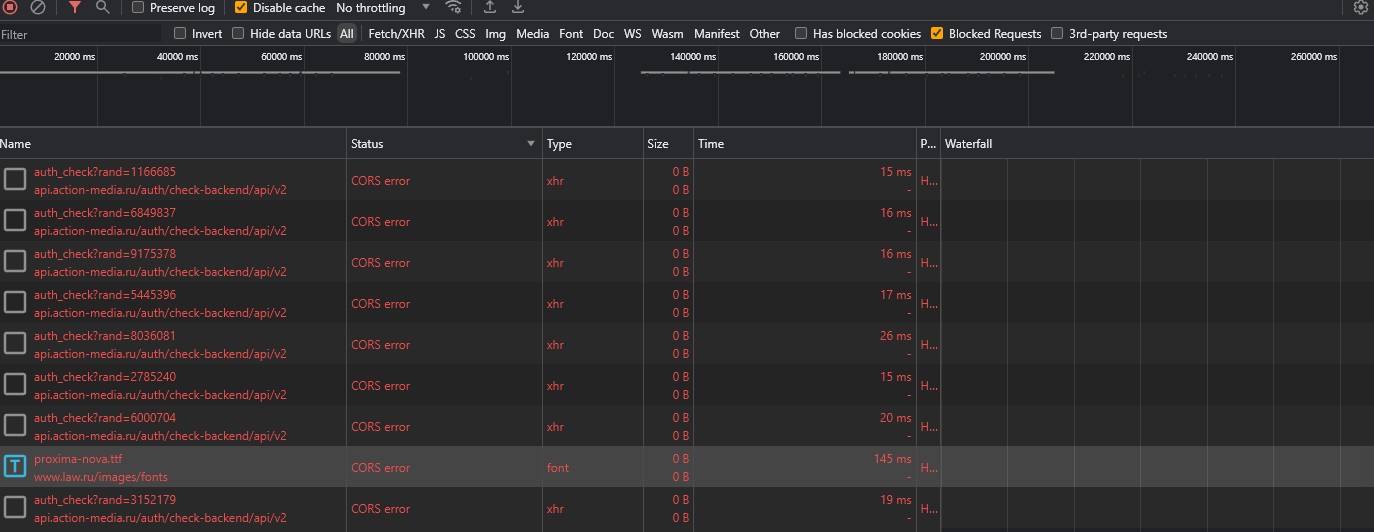 Preserve log Disable cache No throttling
Filter Invert Hide data URLs All Fetch/XHR JS CSS Img Media Font Doc WS Wasm Manifest Other Has blocked cookies Blocked Requests 3rd-party requests
20000 ms 40000 ms 60000 ms 80000 ms 100000 ms 120000 ms 140000 ms 160000 ms 180000 ms 200000 ms 220000 ms 240000 ms 260000 ms
Name Status Type Size Time P... Waterfall
auth_check?rand=1166685 0 B 15 ms
CORS error xhr H...
api.action-media.ru/auth/check-backend/api/v2 0 B -
auth_check?rand=6849837 0 B 16 ms
CORS error xhr H...
api.action-media.ru/auth/check-backend/api/v2 0 B -
auth_check?rand=9175378 0 B 16 ms
CORS error xhr H...
api.action-media.ru/auth/check-backend/api/v2 0 B -
auth_check?rand=5445396 0 B 17 ms
CORS error xhr H...
api.action-media.ru/auth/check-backend/api/v2 0 B -
auth_check?rand=8036081 0 B 26 ms
CORS error xhr H...
api.action-media.ru/auth/check-backend/api/v2 0 B -
auth_check?rand=2785240 0 B 15 ms
CORS error xhr H...
api.action-media.ru/auth/check-backend/api/v2 0 B -
auth_check?rand=6000704 0 B 20 ms
CORS error xhr H...
api.action-media.ru/auth/check-backend/api/v2 0 B -
proxima-nova.ttf 0 B 145 ms
T CORS error font H...
www.law.ru/images/fonts 0 B -
auth_check?rand=3152179 0 B 19 ms
CORS error xhr H...
api.action-media.ru/auth/check-backend/api/v2 0 B -